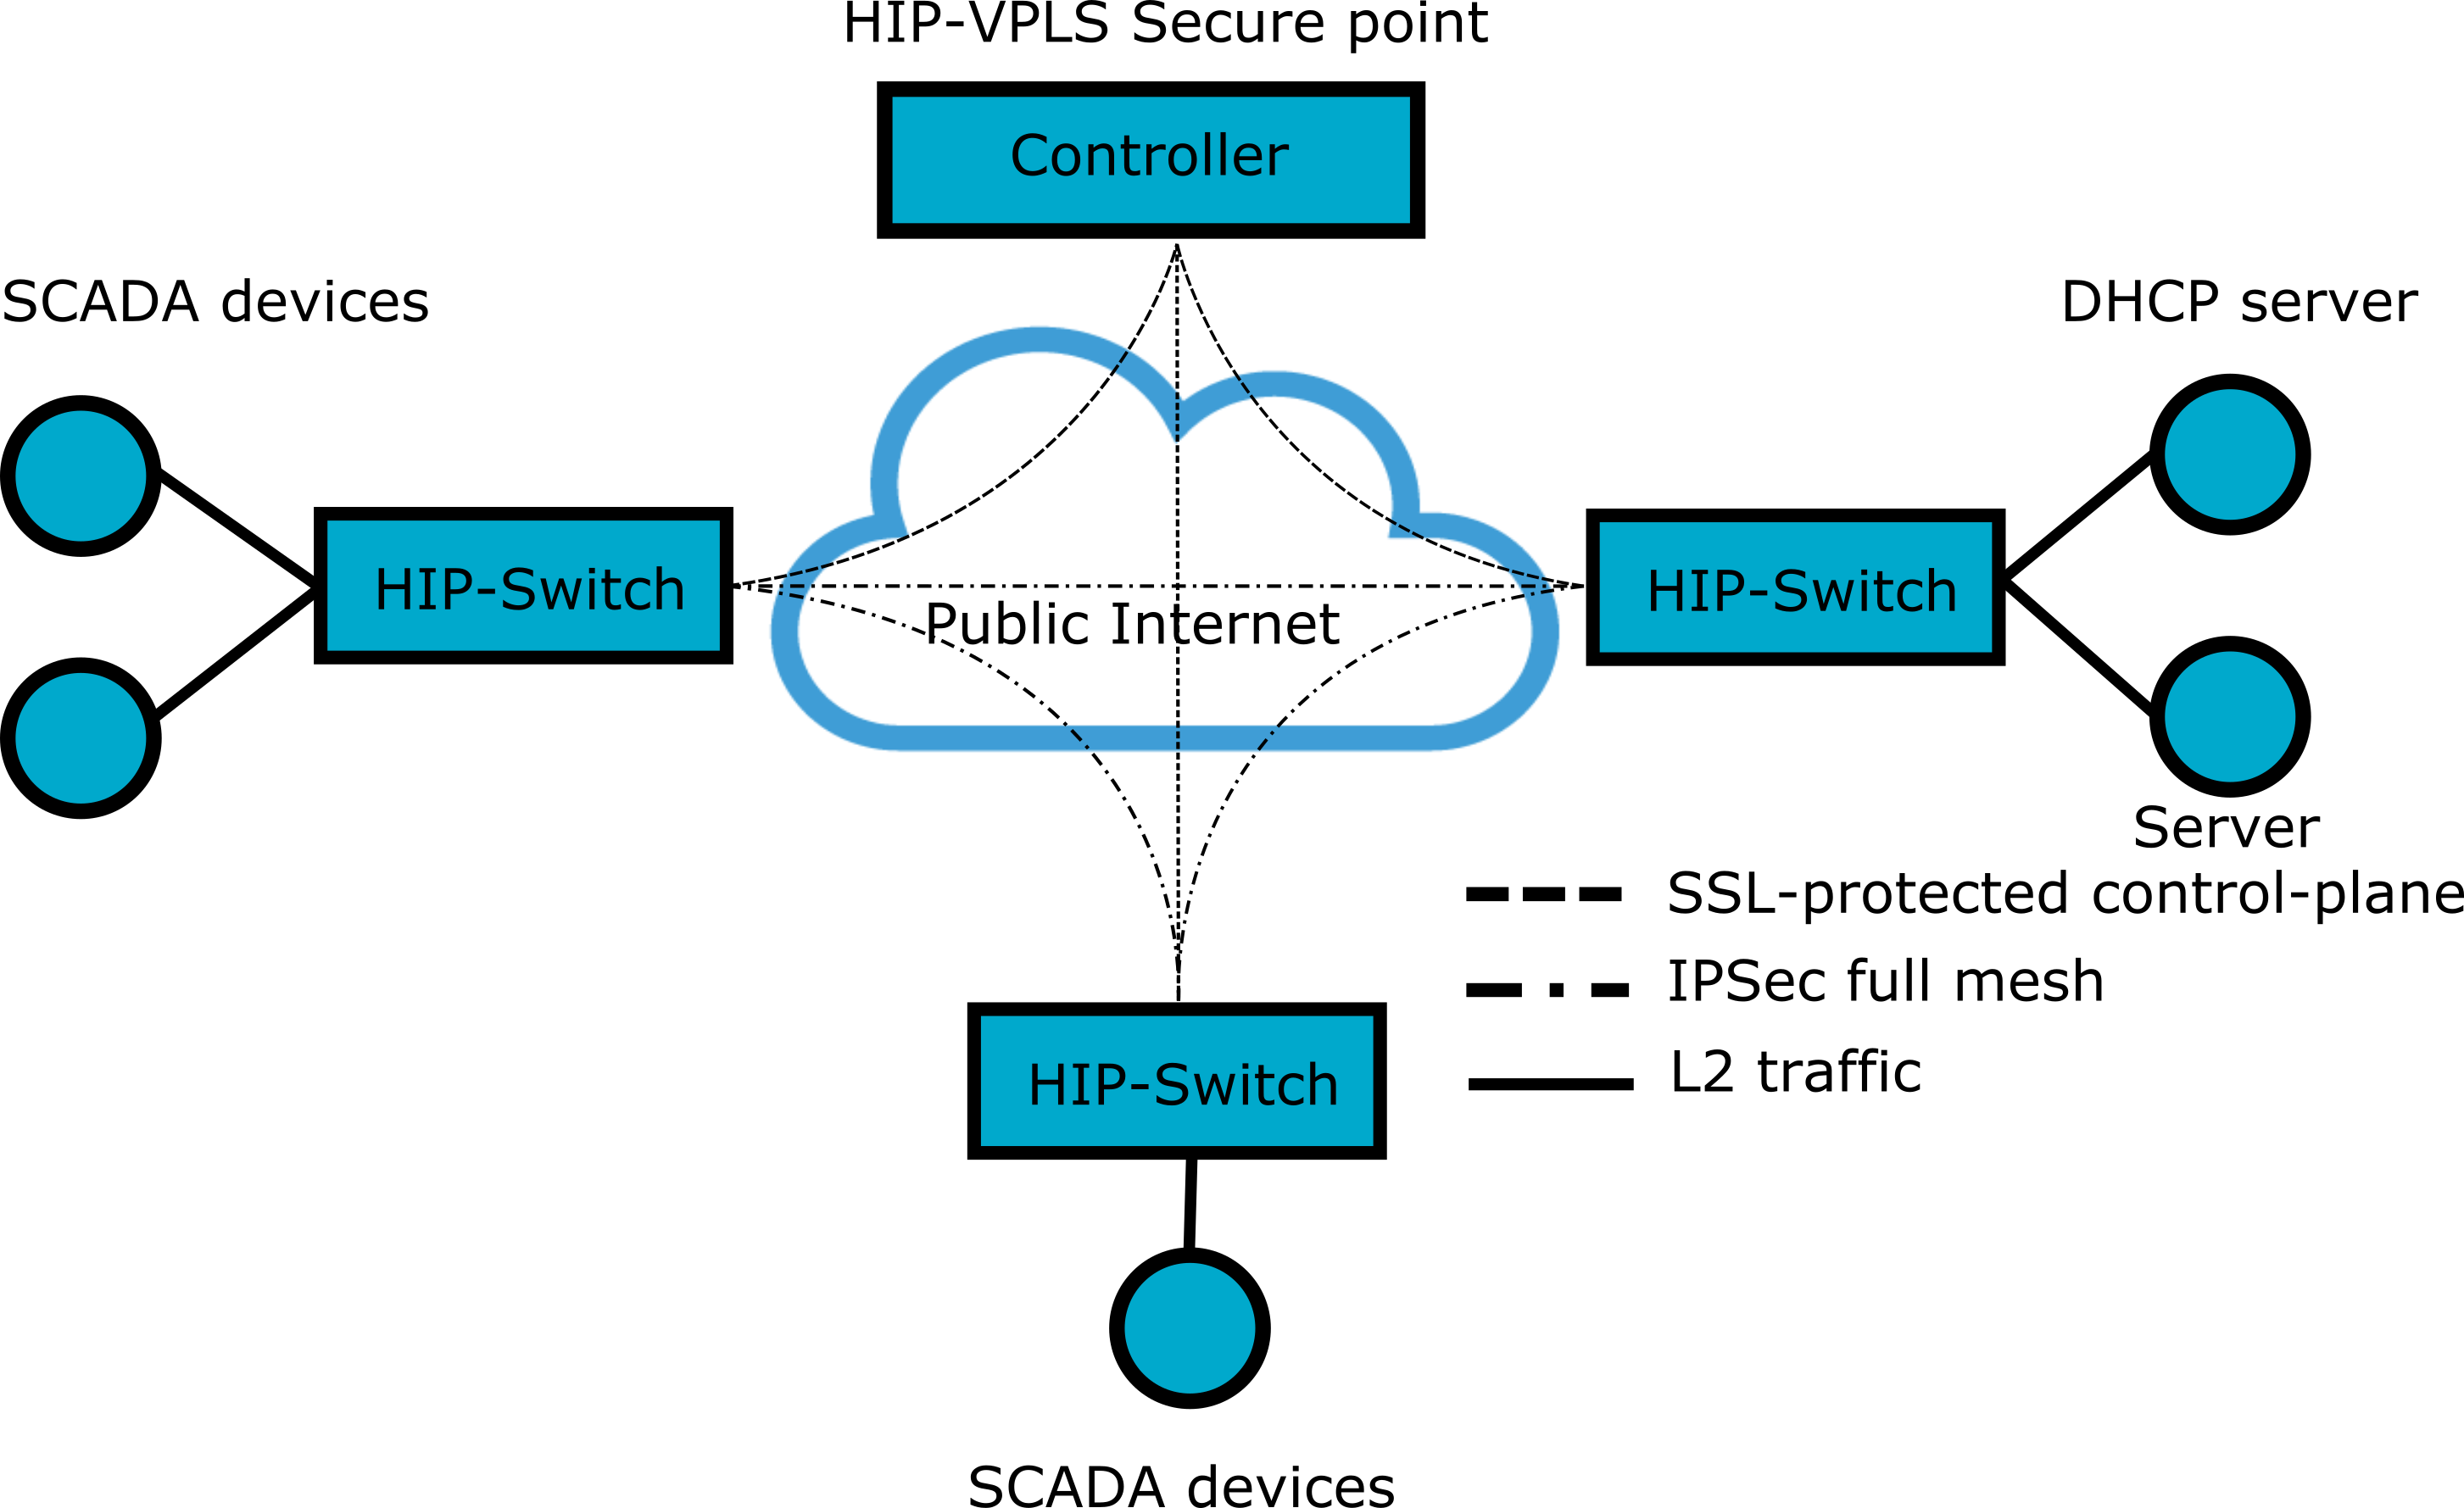 HIP-VPLS Secure point
Controller
SCADA devices
DHCP server
HIP-Switch
HIP-Switch
Public Internet
Server
SSL-protected control-plane
IPSec full mesh
L2 traffic
HIP-Switch
SCADA devices